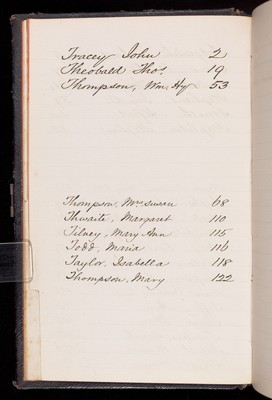 Tracey John 2
Theobald Thos. 19
Thompson, Wm. Hy 53
Thompson, Mrs Susan 68
Thwaite, Margaret 110
Tilney, Mary Ann 115
Todd, Maria 116
Taylor, Isabella 118
Thompson, Mary 122